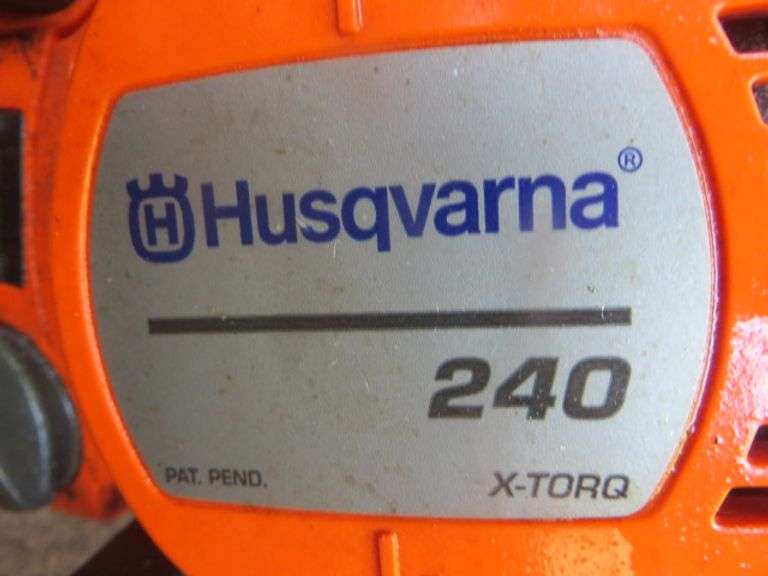 H Husqvarna®
240
PAT. PEND. X-TORQ